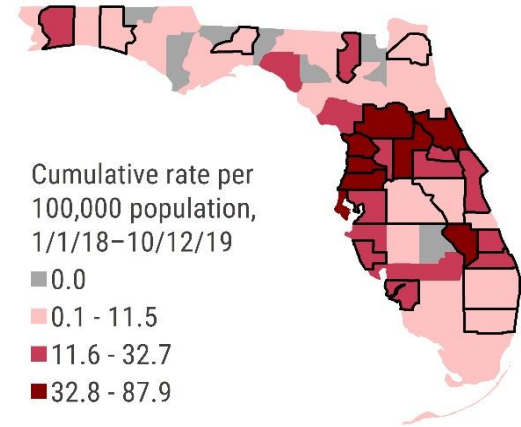 Cumulative rate per
100,000 population,
1/1/18–10/12/19
0.0
0.1 - 11.5
11.6 - 32.7
32.8 - 87.9